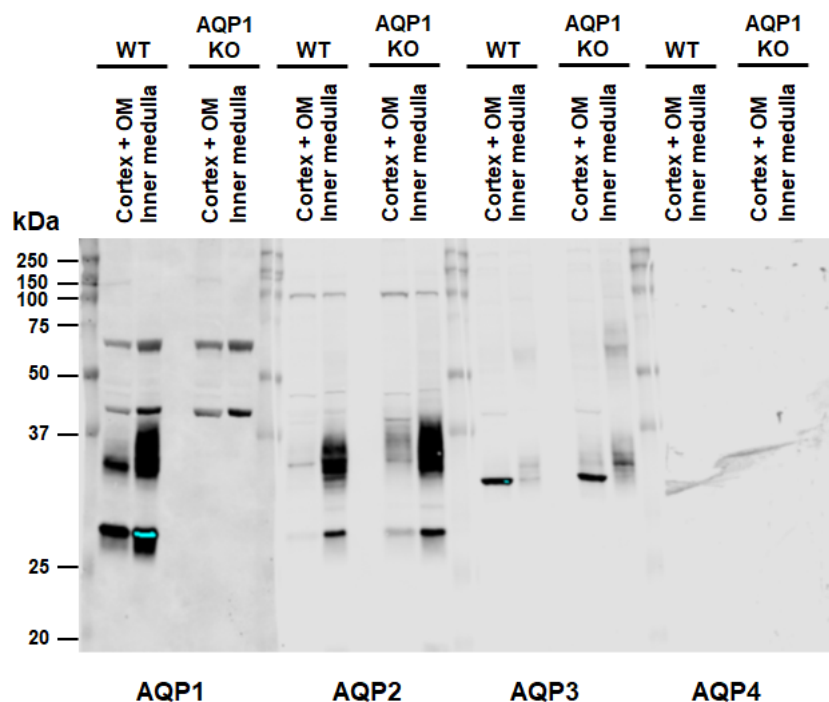 AQP1 AQP1 AQP1 AQP1
WT KO WT KO WT KO WT KO
Cortex + OM
Inner medulla
Cortex + OM
Inner medulla
Cortex + OM
Inner medulla
Cortex + OM
Inner medulla
Cortex + OM
Inner medulla
Cortex + OM
Inner medulla
Cortex + OM
Inner medulla
Cortex + OM
Inner medulla
kDa
250
150
100
75
50
37
25
20
AQP1 AQP2 AQP3 AQP4